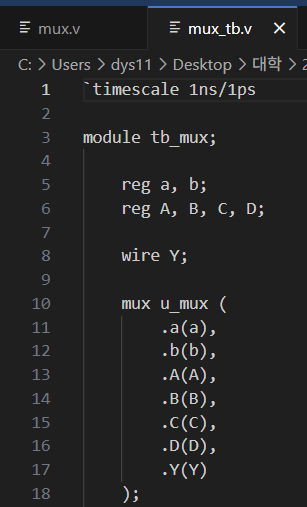 mux.v
mux_tb.v
C: > Users > dys11 > Desktop > 대학 > 2
1 `timescale 1ns/1ps
2
3 module tb_mux;
4
5 reg a, b;
6 reg A, B, C, D;
7
8 wire Y;
9
10 mux u_mux (
11 .a(a),
12 .b(b),
13 .A(A),
14 .B(B),
15 .C(C),
16 .D(D),
17 .Y(Y)
18 );